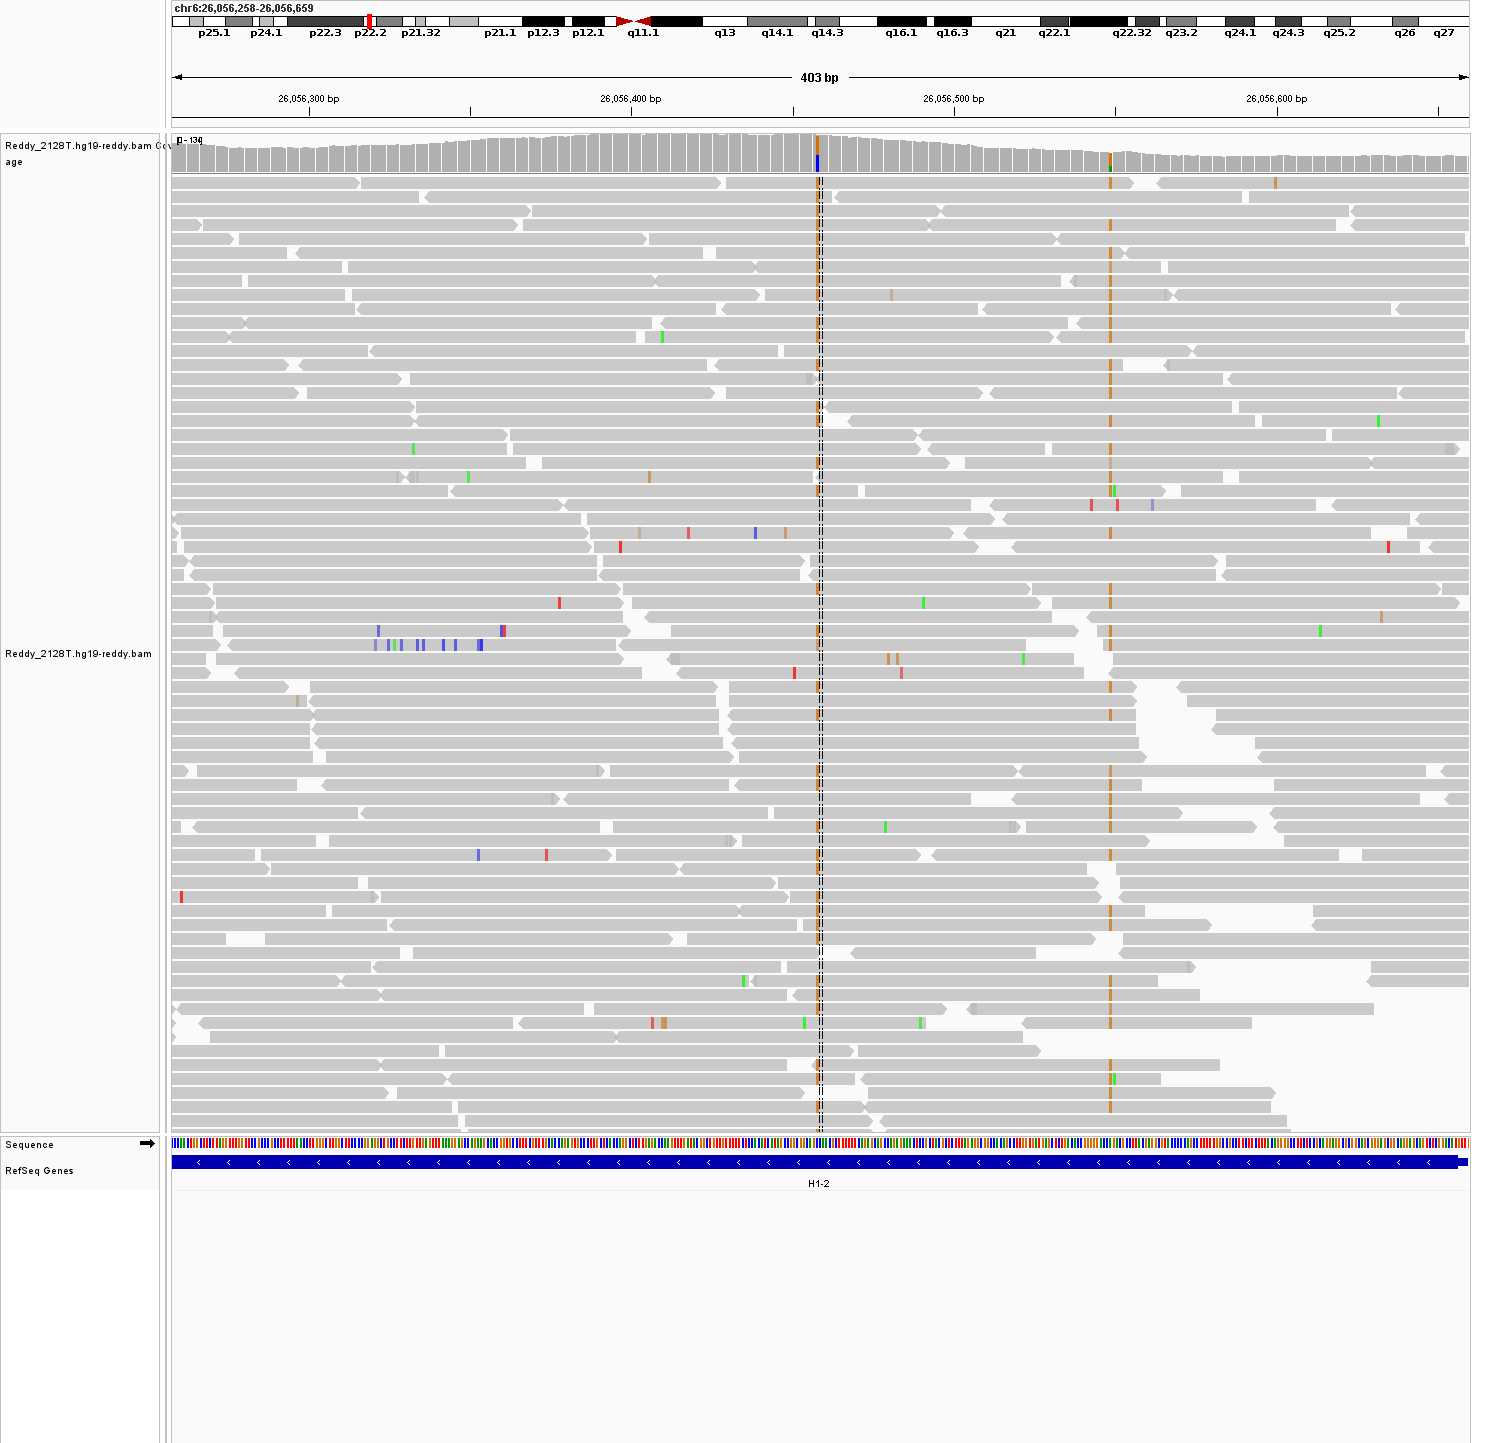 chr6:26,056,258-26,056,659
p25.1 p24.1 p22.3 p22.2 p21.32 p21.1 p12.3 p12.1 q11.1 q13 q14.1 q14.3 q16.1 q16.3 q21 q22.1 q22.32 q23.2 q24.1 q24.3 q25.2 q26 q27
403 bp
26,056,300 bp 26,056,400 bp 26,056,500 bp 26,056,600 bp
Reddy_2128T.hg19-reddy.bam Cov
age
Reddy_2128T.hg19-reddy.bam
Sequence
RefSeq Genes
H1-2